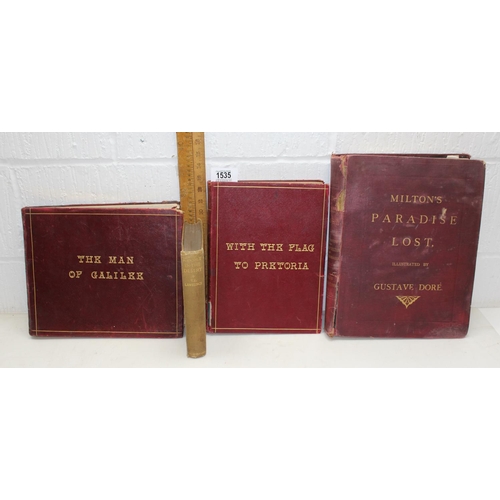 THE MAN
OF GALILEE
1535
WITH THE FLAG
TO PRETORIA
MILTON'S
PARADISE
LOST.
ILLUSTRATED BY
GUSTAVE DORÉ